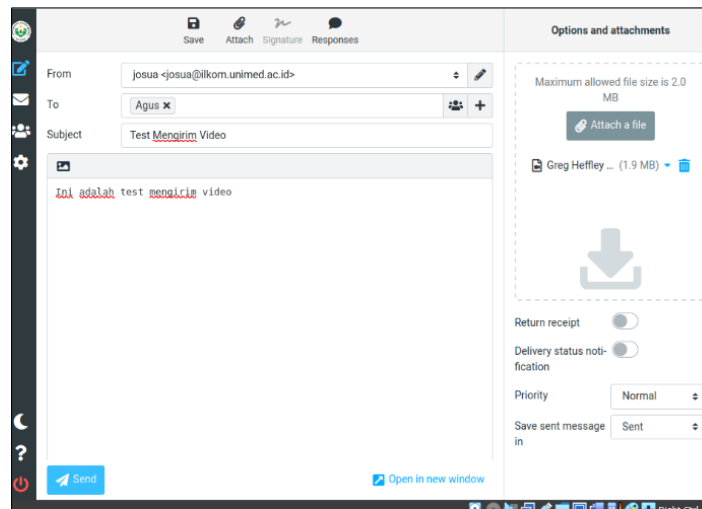 Save Attach Signature Responses
From josua <josua@ilkom.unimed.ac.id>
To Agus ×
Subject Test Mengirim Video
Ini adalah test mengirim video
Send
Open in new window
Options and attachments
Maximum allowed file size is 2.0
MB
Attach a file
Greg Heffley ... (1.9 MB)
Return receipt
Delivery status noti-
fication
Priority Normal
Save sent message Sent
in
Right Ctrl